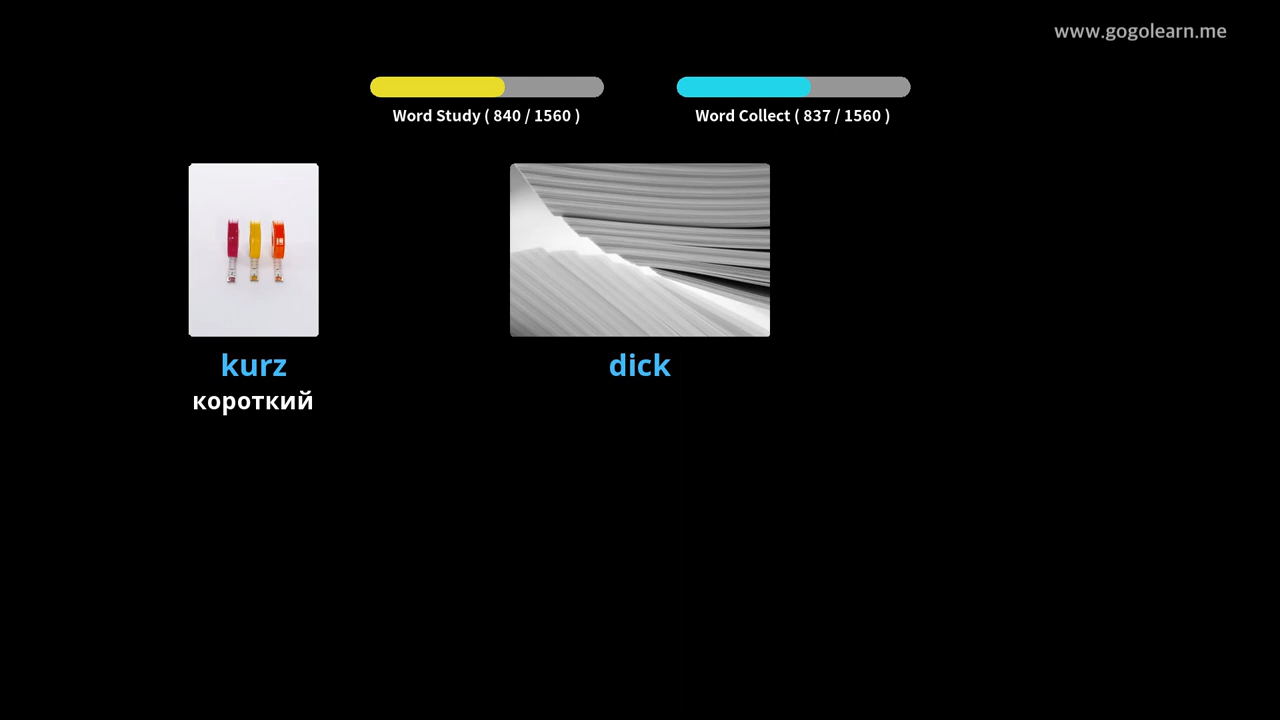 www.gogolearn.me
Word Study ( 840 / 1560 )
Word Collect ( 837 / 1560 )
kurz
короткий
dick